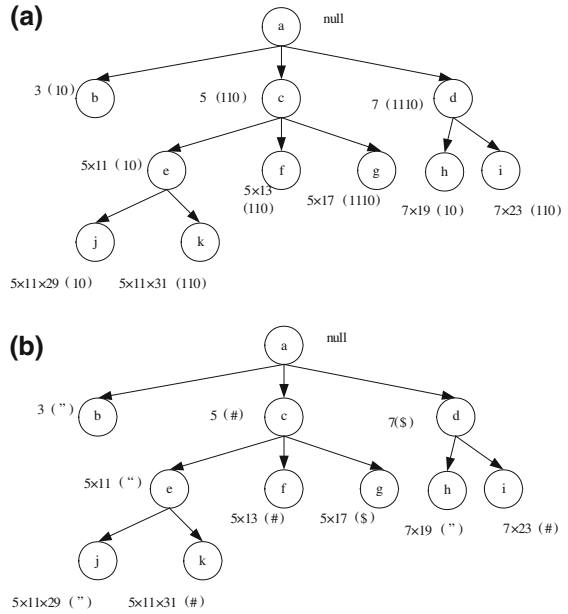 (a)
a null
3 (10) b 5 (110) c 7 (1110) d
5×11 (10) e f g h i
5×13
(110)
5×17 (1110)
7×19 (10) 7×23 (110)
j k
5×11×29 (10) 5×11×31 (110)
(b)
a null
3 (”) b 5 (#) c 7($) d
5×11 (“) e f g h i
5×13 (#) 5×17 ($) 7×19 (”) 7×23 (#)
j k
5×11×29 (”) 5×11×31 (#)